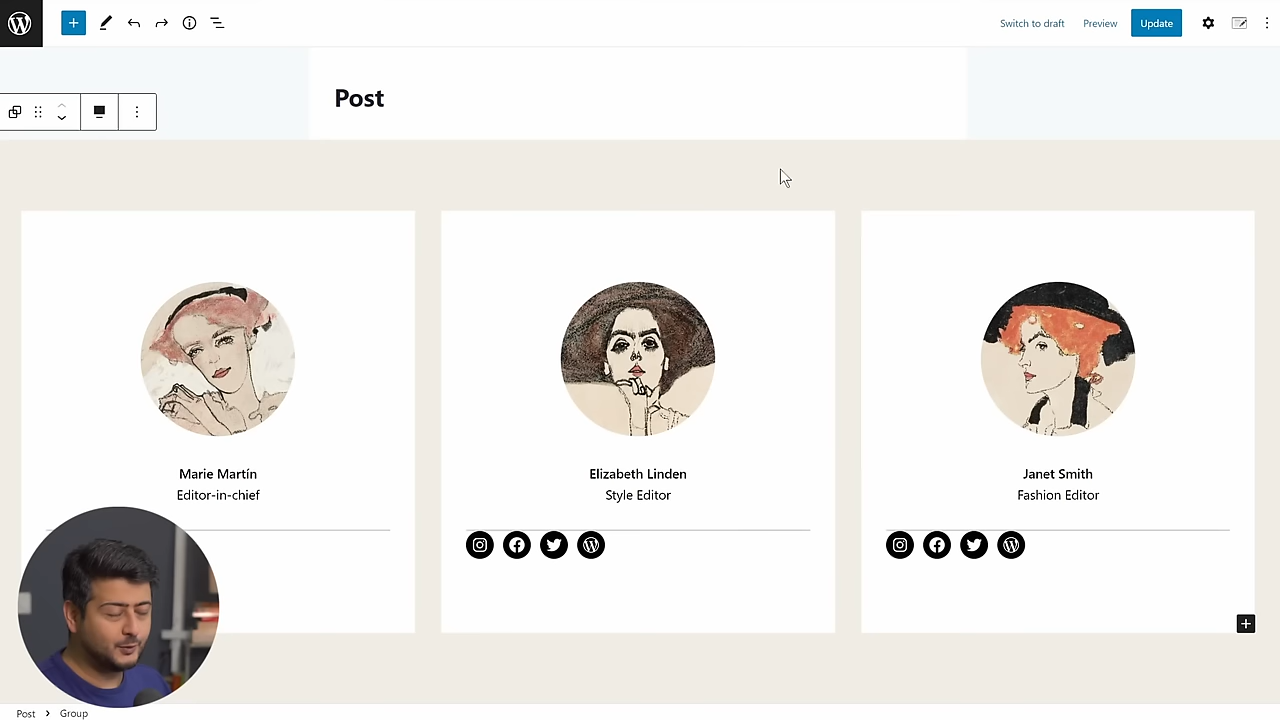 Switch to draft Preview Update
Post
Marie Martín Elizabeth Linden Janet Smith
Editor-in-chief Style Editor Fashion Editor
Post Group